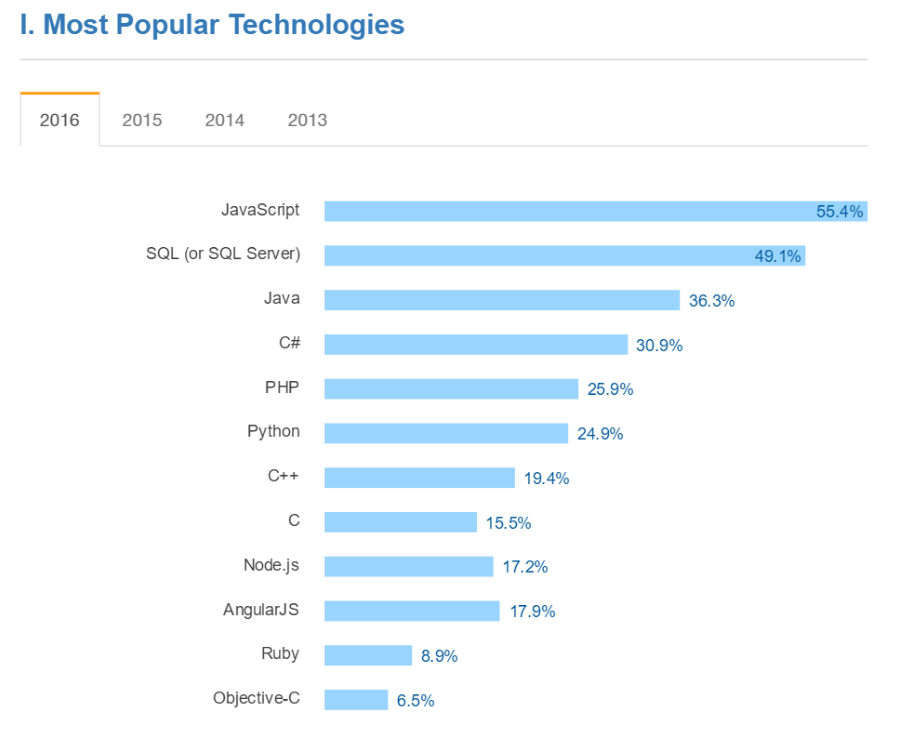 I. Most Popular Technologies
2016 2015 2014 2013
JavaScript 55.4%
SQL (or SQL Server) 49.1%
Java 36.3%
C# 30.9%
PHP 25.9%
Python 24.9%
C++ 19.4%
C 15.5%
Node.js 17.2%
AngularJS 17.9%
Ruby 8.9%
Objective-C 6.5%